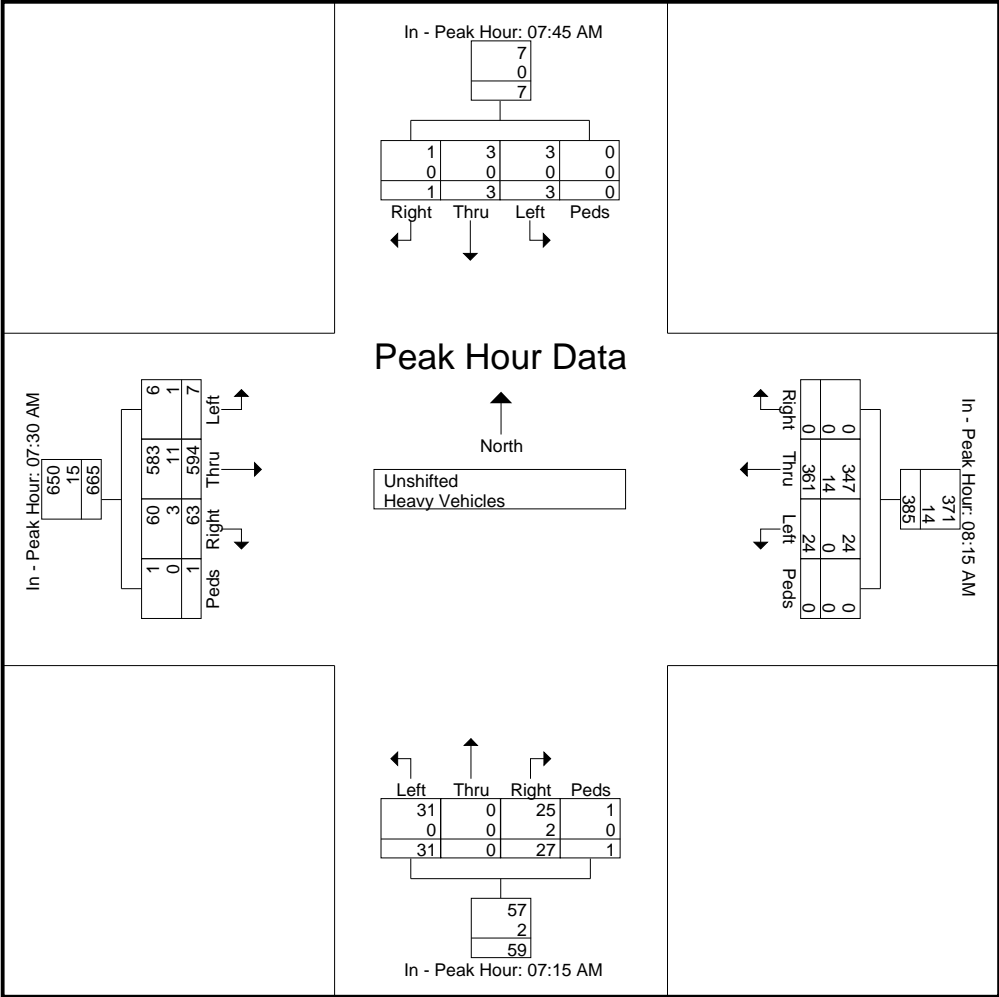 In - Peak Hour: 07:45 AM
7
0
7
1 3 3 0
0 0 0 0
1 3 3 0
Right Thru Left Peds
Peak Hour Data
North
Unshifted
Heavy Vehicles
In - Peak Hour: 07:30 AM
650
15
665
6 583 60 1
1 11 3 0
7 594 63 1
Left Thru Right Peds
In - Peak Hour: 08:15 AM
371
14
385
0 347 24 0
0 14 0 0
0 361 24 0
Right Thru Left Peds
Left Thru Right Peds
31 0 25 1
0 0 2 0
31 0 27 1
57
2
59
In - Peak Hour: 07:15 AM